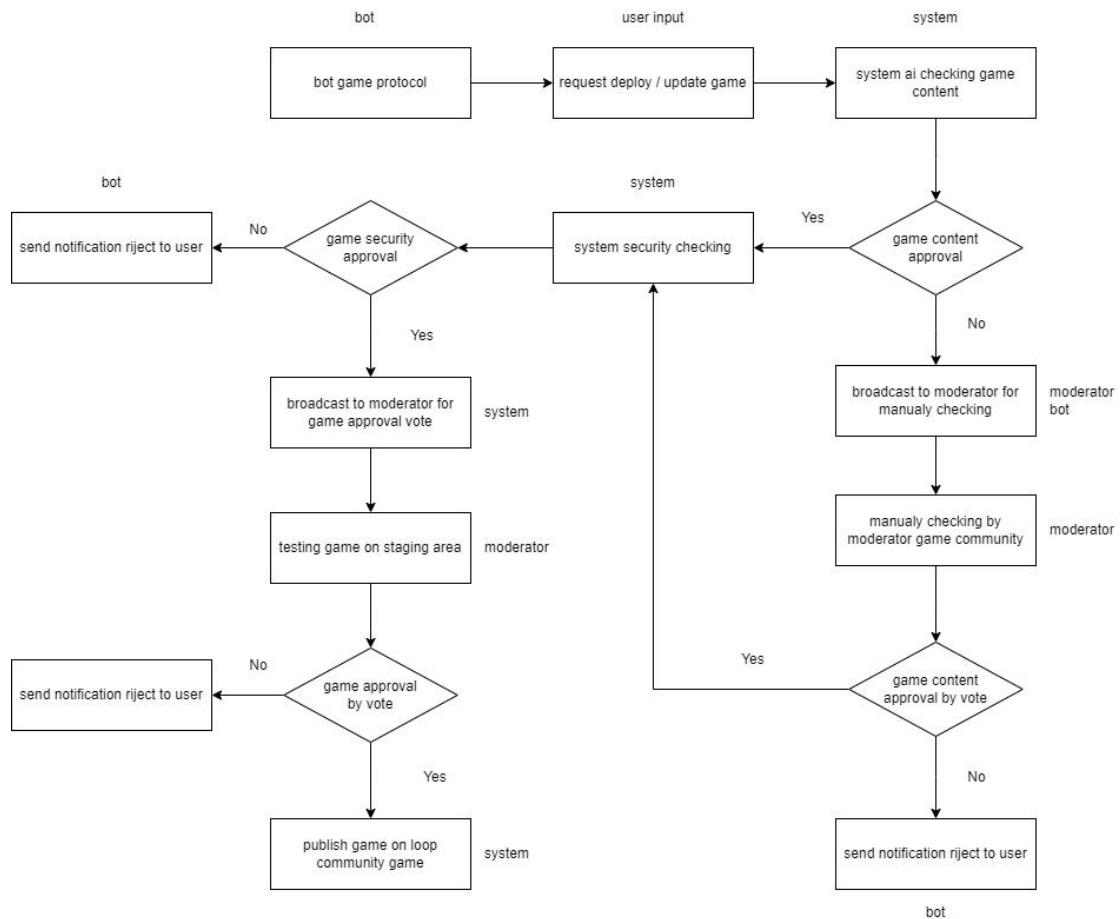 bot
user input
system
bot game protocol
request deploy / update game
system ai checking game
content
bot
system
send notification riject to user
No
game security
approval
system security checking
Yes
game content
approval
Yes
No
broadcast to moderator for
game approval vote
system
broadcast to moderator for
manualy checking
moderator
bot
testing game on staging area
moderator
manualy checking by
moderator game community
moderator
send notification riject to user
No
game approval
by vote
Yes
game content
approval by vote
Yes
No
publish game on loop
community game
system
send notification riject to user
bot